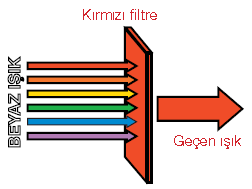 Kırmızı filtre
BEYAZ IŞIK
Geçen ışık